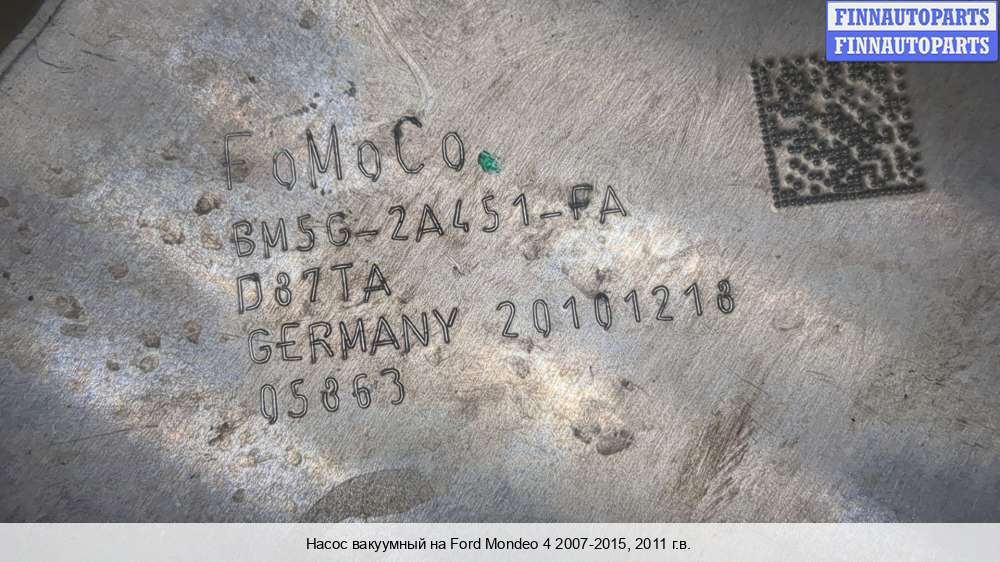 FINNAUTOPARTS
FINNAUTOPARTS
FoMoCo
BM5G-2A451-FA
D87TA
GERMANY 20101218
05863
Насос вакуумный на Ford Mondeo 4 2007-2015, 2011 г.в.